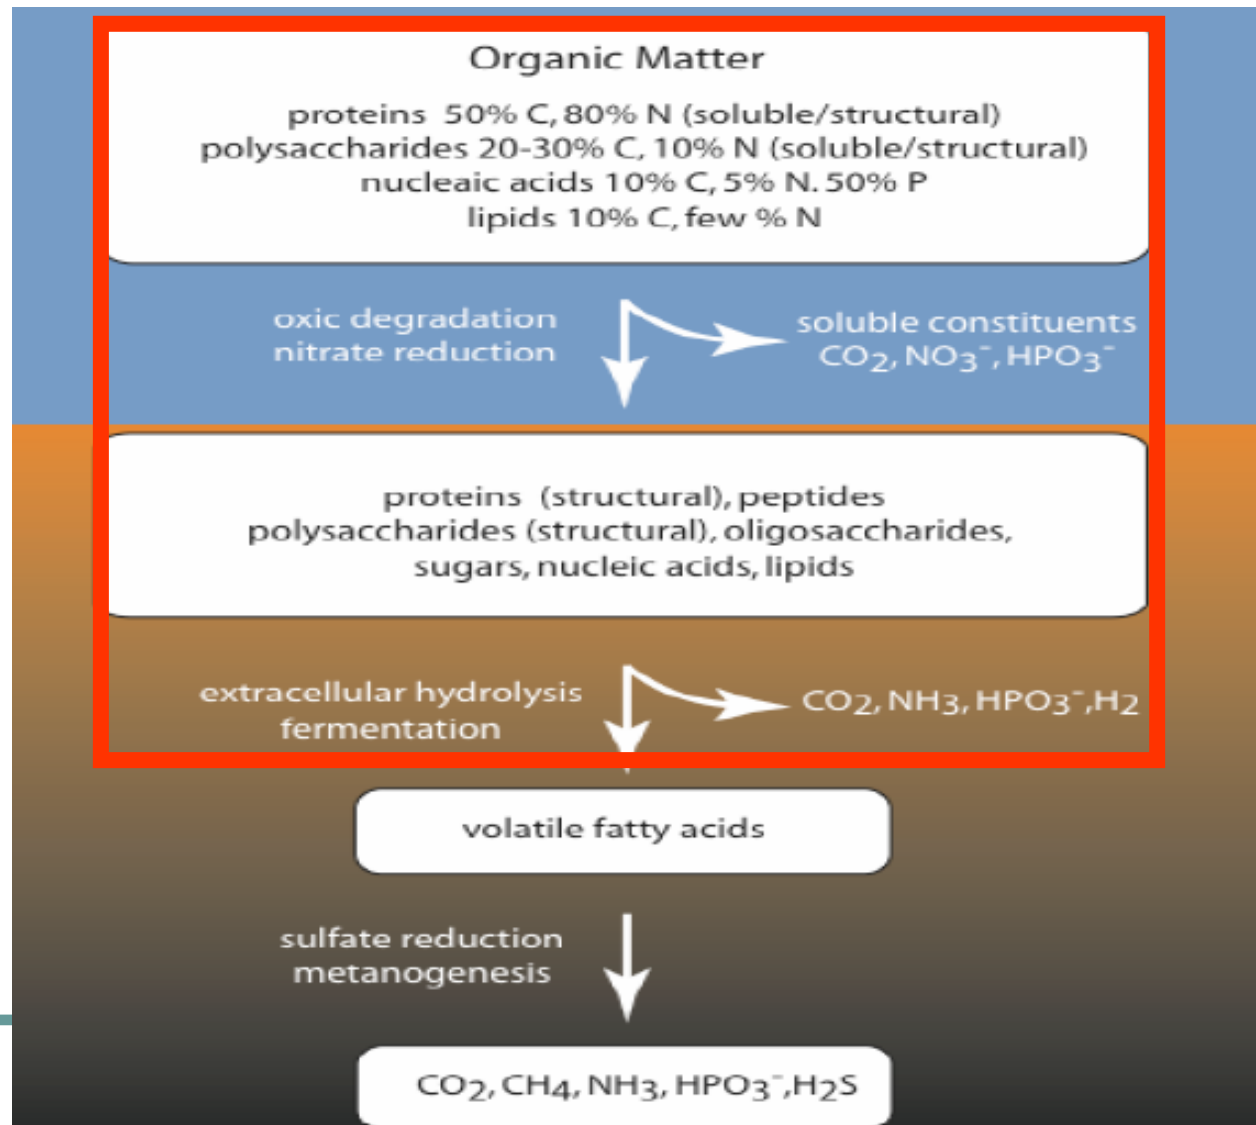 Organic Matter
proteins 50% C, 80% N (soluble/structural)
polysaccharides 20-30% C, 10% N (soluble/structural)
nucleaic acids 10% C, 5% N. 50% P
lipids 10% C, few % N
oxic degradation
nitrate reduction
soluble constituents
CO₂, NO₃⁻, HPO₃⁻
proteins (structural), peptides
polysaccharides (structural), oligosaccharides,
sugars, nucleic acids, lipids
extracellular hydrolysis
fermentation
CO₂, NH₃, HPO₃⁻,H₂
volatile fatty acids
sulfate reduction
metanogenesis
CO₂, CH₄, NH₃, HPO₃⁻,H₂S